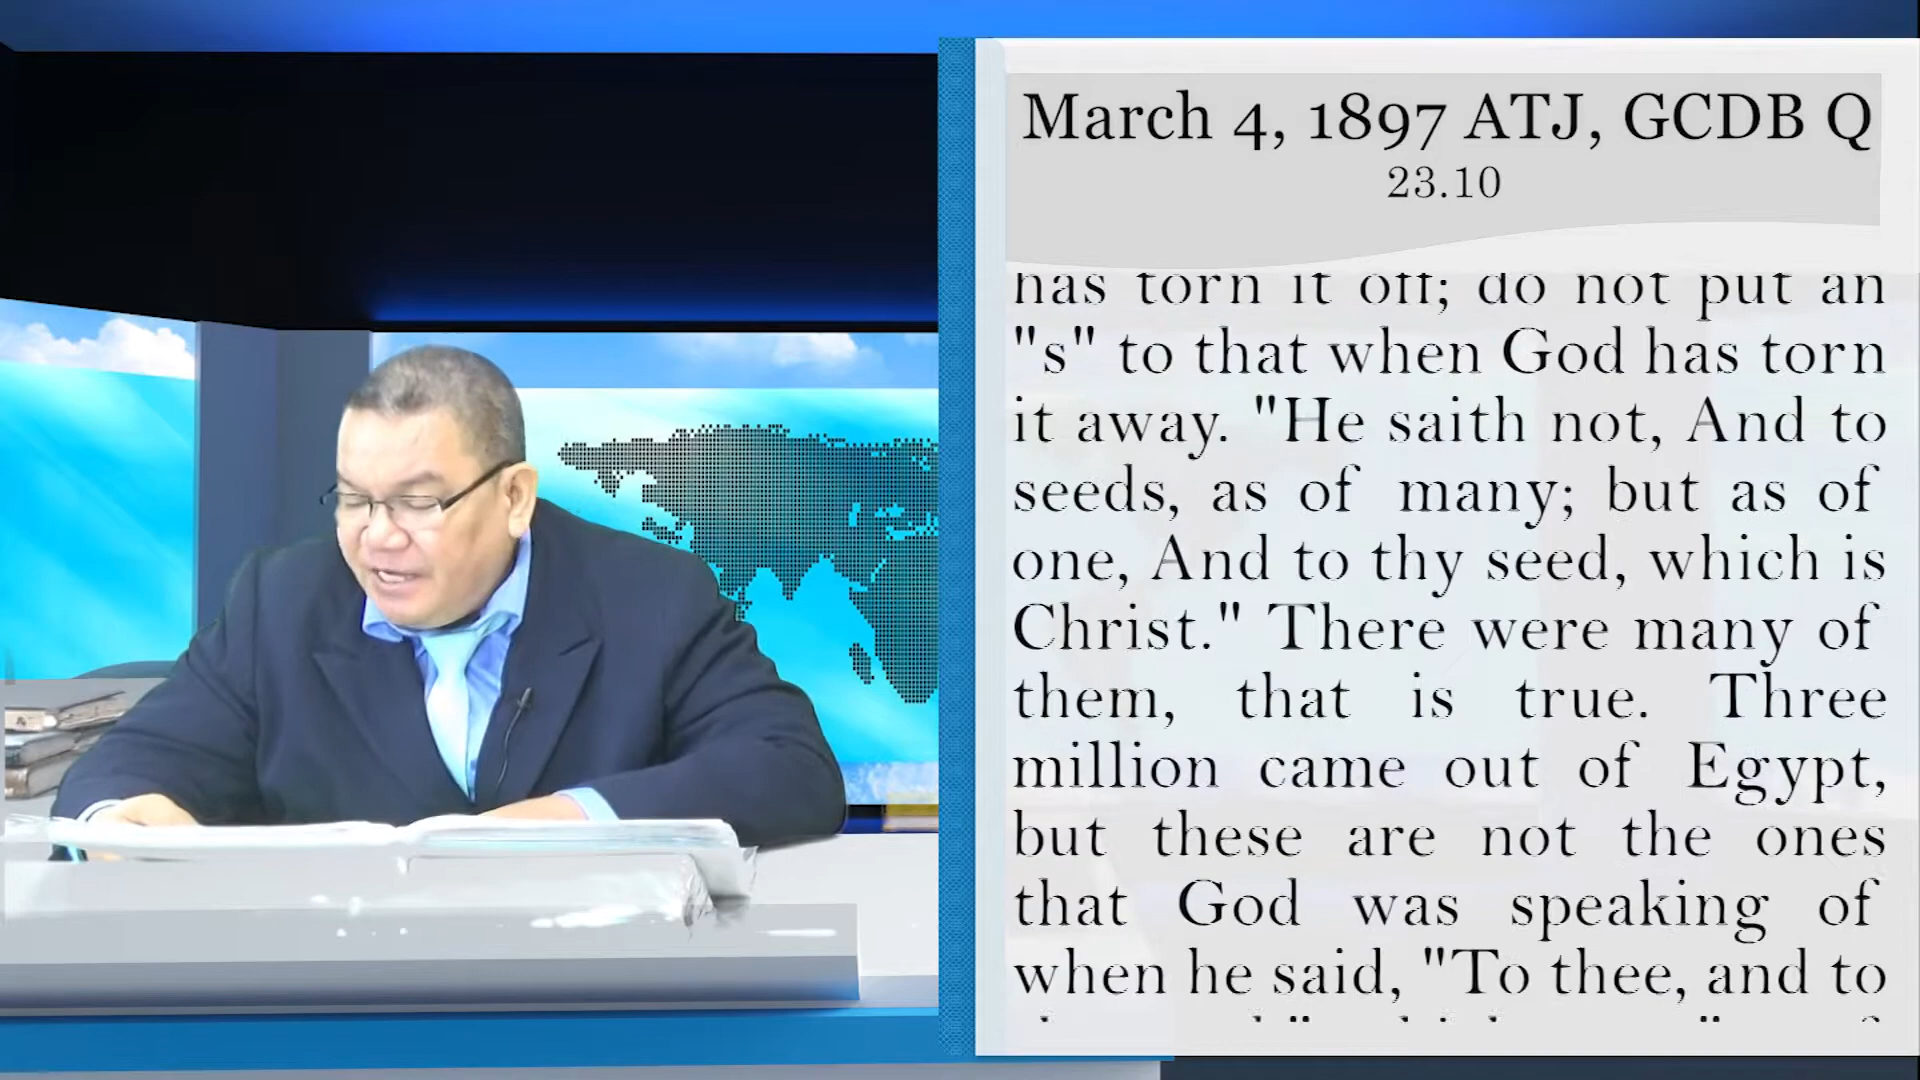 March 4, 1897 ATJ, GCDB Q
23.10
has torn it off; do not put an
"s" to that when God has torn
it away. "He saith not, And to
seeds, as of many; but as of
one, And to thy seed, which is
Christ." There were many of
them, that is true. Three
million came out of Egypt,
but these are not the ones
that God was speaking of
when he said, "To thee, and to